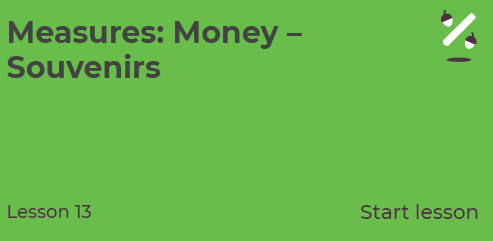 Measures: Money –
Souvenirs
Lesson 13
Start lesson